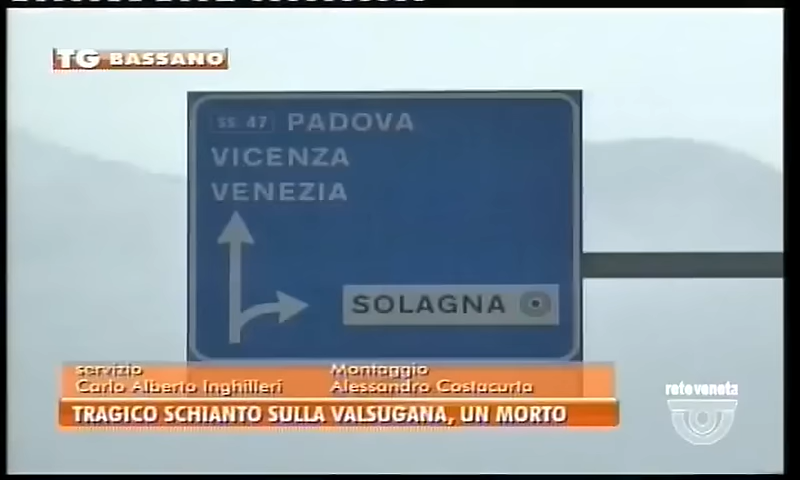 TG BASSANO
SS 47 PADOVA
VICENZA
VENEZIA
SOLAGNA
servizio Montaggio
Carlo Alberto Inghilleri Alessandro Costacurta
TRAGICO SCHIANTO SULLA VALSUGANA, UN MORTO
reteveneta